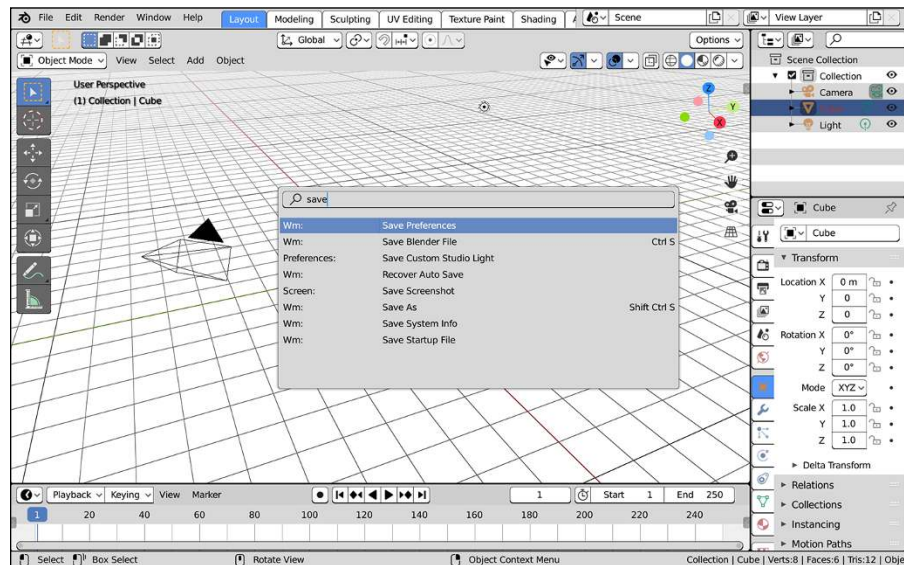 File Edit Render Window Help Layout Modeling Sculpting UV Editing Texture Paint Shading Scene View Layer
Global Options
Object Mode View Select Add Object
User Perspective
(1) Collection | Cube
Z
Y
X
save
Wm: Save Preferences
Wm: Save Blender File Ctrl S
Preferences: Save Custom Studio Light
Wm: Recover Auto Save
Screen: Save Screenshot
Wm: Save As Shift Ctrl S
Wm: Save System Info
Wm: Save Startup File
Scene Collection
Collection
Camera
Light
Cube
Cube
Transform
Location X 0 m
Y 0
Z 0
Rotation X 0°
Y 0°
Z 0°
Mode XYZ
Scale X 1.0
Y 1.0
Z 1.0
Delta Transform
Relations
Collections
Instancing
Motion Paths
Playback Keying View Marker 1 Start 1 End 250
1 20 40 60 80 100 120 140 160 180 200 220 240
Select Box Select Rotate View Object Context Menu Collection | Cube | Verts:8 | Faces:6 | Tris:12 | Obje